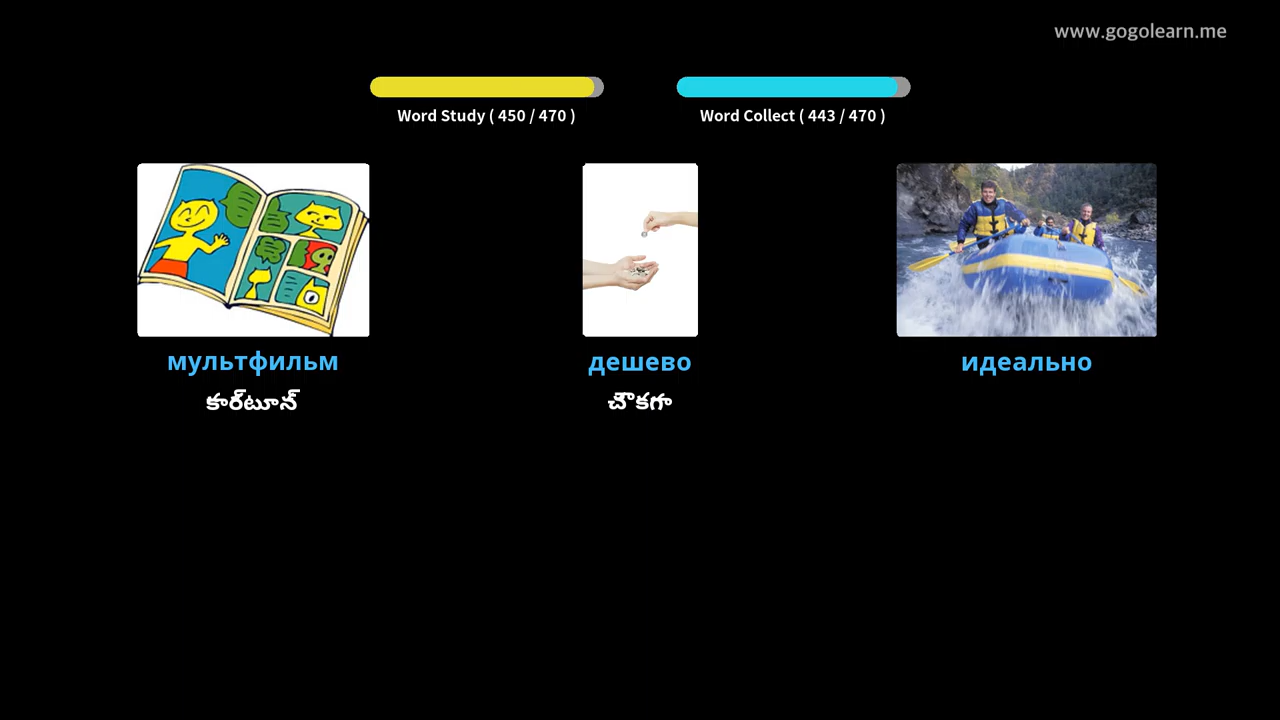 www.gogolearn.me
Word Study ( 450 / 470 )
Word Collect ( 443 / 470 )
мультфильм
дешево
идеально
కార్‌టూన్
చౌకగా